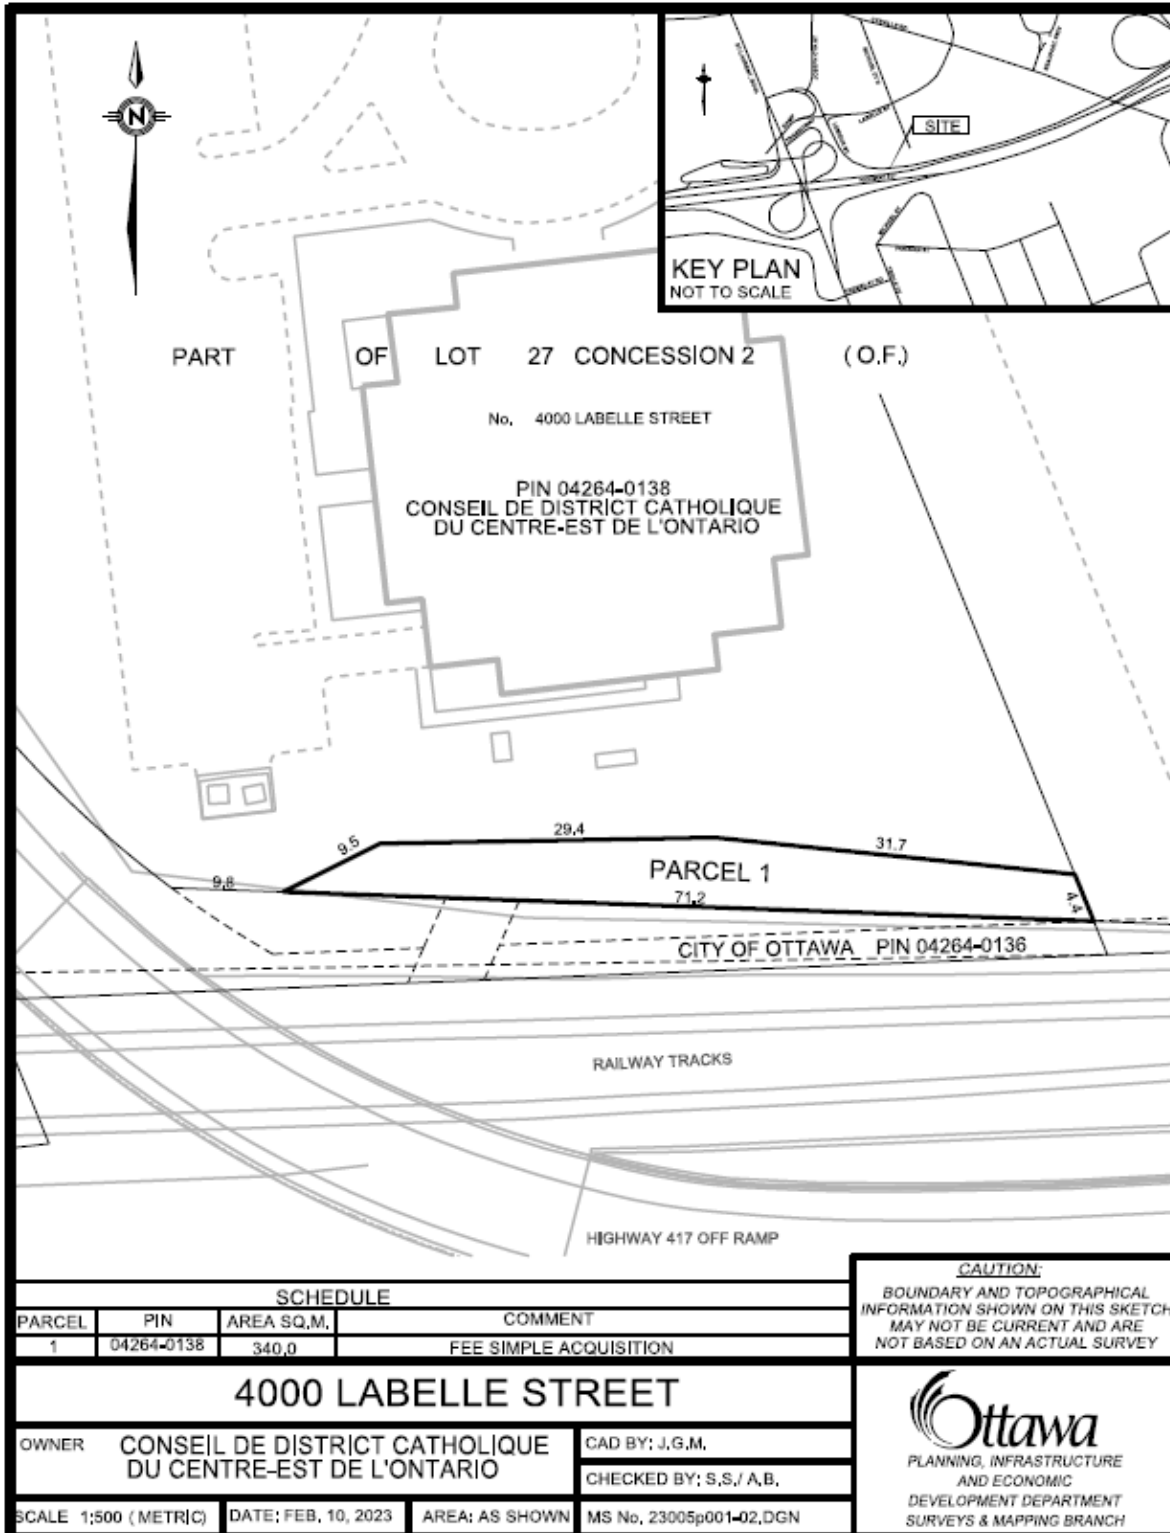 N
SITE
KEY PLAN
NOT TO SCALE
PART OF LOT 27 CONCESSION 2 (O.F.)
No. 4000 LABELLE STREET
PIN 04264-0138
CONSEIL DE DISTRICT CATHOLIQUE
DU CENTRE-EST DE L'ONTARIO
9.5
29.4
31.7
PARCEL 1
9.8
71.2
4.4
CITY OF OTTAWA PIN 04264-0136
RAILWAY TRACKS
HIGHWAY 417 OFF RAMP
SCHEDULE
PARCEL PIN AREA SQ.M. COMMENT
1 04264-0138 340.0 FEE SIMPLE ACQUISITION
CAUTION:
BOUNDARY AND TOPOGRAPHICAL
INFORMATION SHOWN ON THIS SKETCH
MAY NOT BE CURRENT AND ARE
NOT BASED ON AN ACTUAL SURVEY
4000 LABELLE STREET
OWNER CONSEIL DE DISTRICT CATHOLIQUE
DU CENTRE-EST DE L'ONTARIO
CAD BY: J.G.M.
CHECKED BY: S.S./ A.B.
SCALE 1:500 (METRIC) DATE: FEB. 10, 2023 AREA: AS SHOWN MS No. 23005p001-02.DGN
Ottawa
PLANNING, INFRASTRUCTURE
AND ECONOMIC
DEVELOPMENT DEPARTMENT
SURVEYS & MAPPING BRANCH